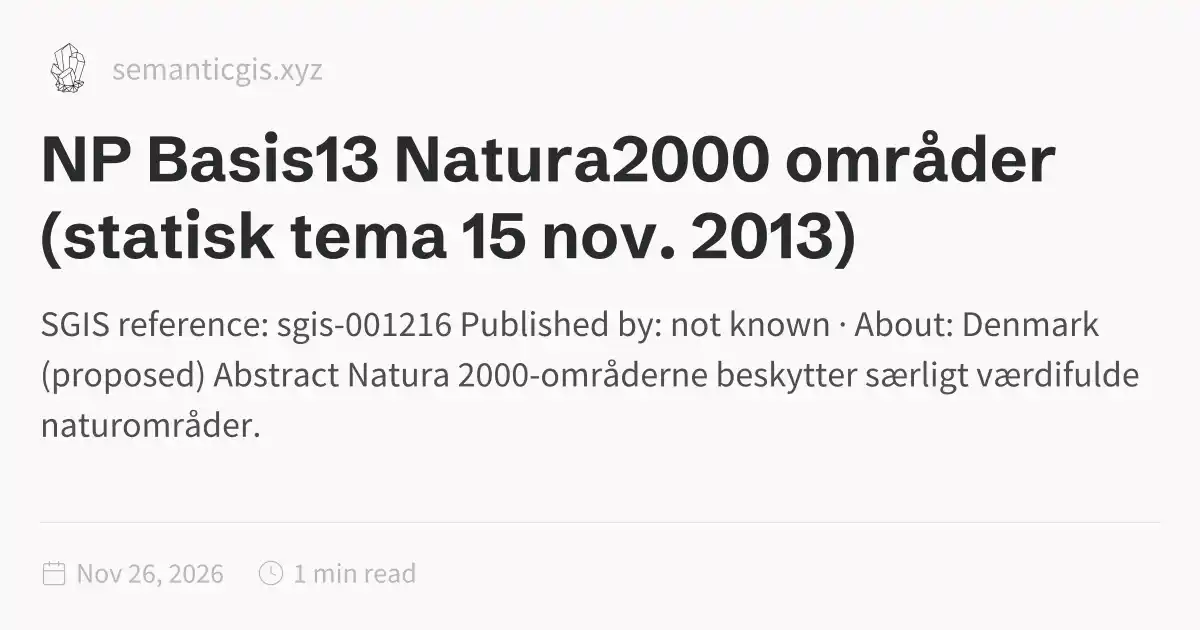 semanticgis.xyz
NP Basis13 Natura2000 områder
(statisk tema 15 nov. 2013)
SGIS reference: sgis-001216 Published by: not known · About: Denmark
(proposed) Abstract Natura 2000-områderne beskytter særligt værdifulde
naturområder.
Nov 26, 2026 1 min read